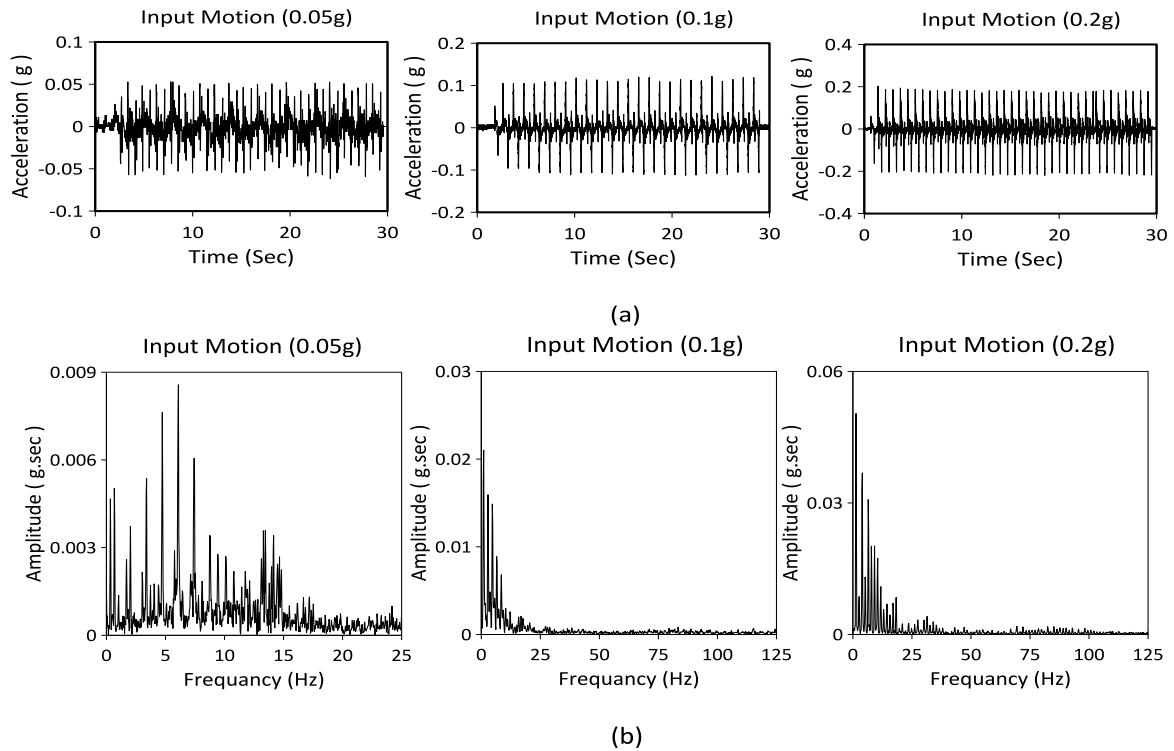 Input Motion (0.05g)
Acceleration ( g )
0.1
0.05
0
-0.05
-0.1
0 10 20 30
Time (Sec)
Input Motion (0.1g)
Acceleration ( g )
0.2
0.1
0
-0.1
-0.2
0 10 20 30
Time (Sec)
Input Motion (0.2g)
Acceleration ( g )
0.4
0.2
0
-0.2
-0.4
0 10 20 30
Time (Sec)
(a)
Input Motion (0.05g)
Amplitude ( g.sec )
0.009
0.006
0.003
0
0 5 10 15 20 25
Frequancy (Hz)
Input Motion (0.1g)
Amplitude ( g.sec )
0.03
0.02
0.01
0
0 25 50 75 100 125
Frequancy (Hz)
Input Motion (0.2g)
Amplitude ( g.sec )
0.06
0.03
0
0 25 50 75 100 125
Frequancy (Hz)
(b)